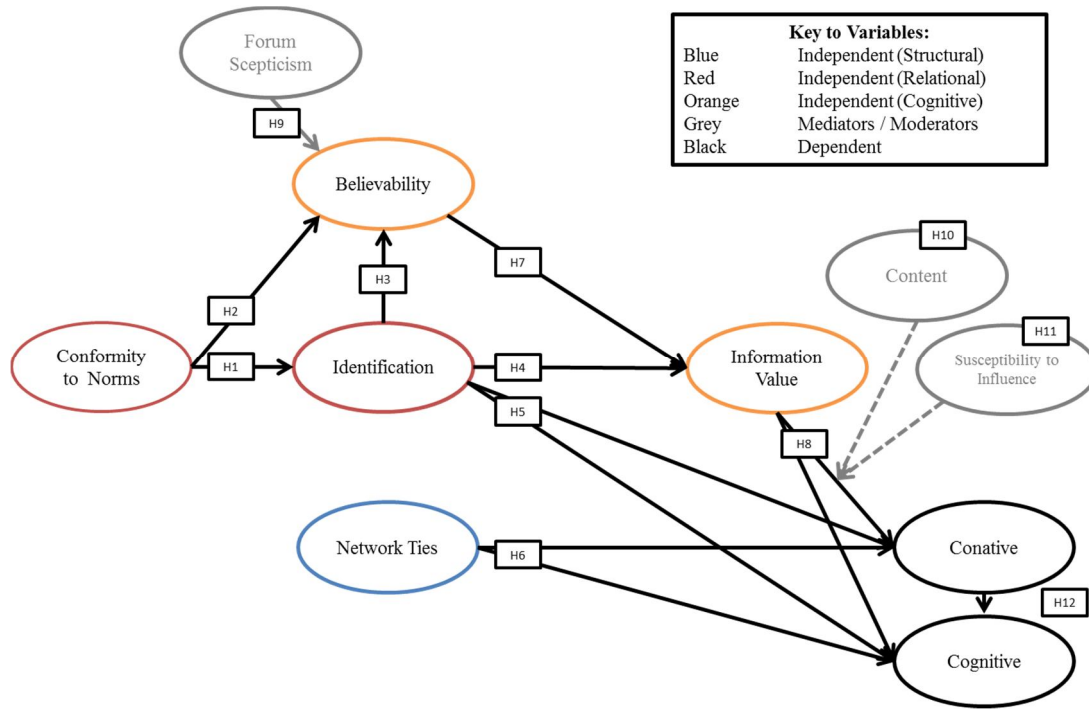 Forum
Scepticism
Key to Variables:
Blue Independent (Structural)
Red Independent (Relational)
Orange Independent (Cognitive)
Grey Mediators / Moderators
Black Dependent
H9
Believability
H10
Content
H7
H3
H2
H11
Susceptibility to
Influence
Conformity
to Norms
H1
Identification
H4
Information
Value
H5
H8
Network Ties
H6
Conative
H12
Cognitive